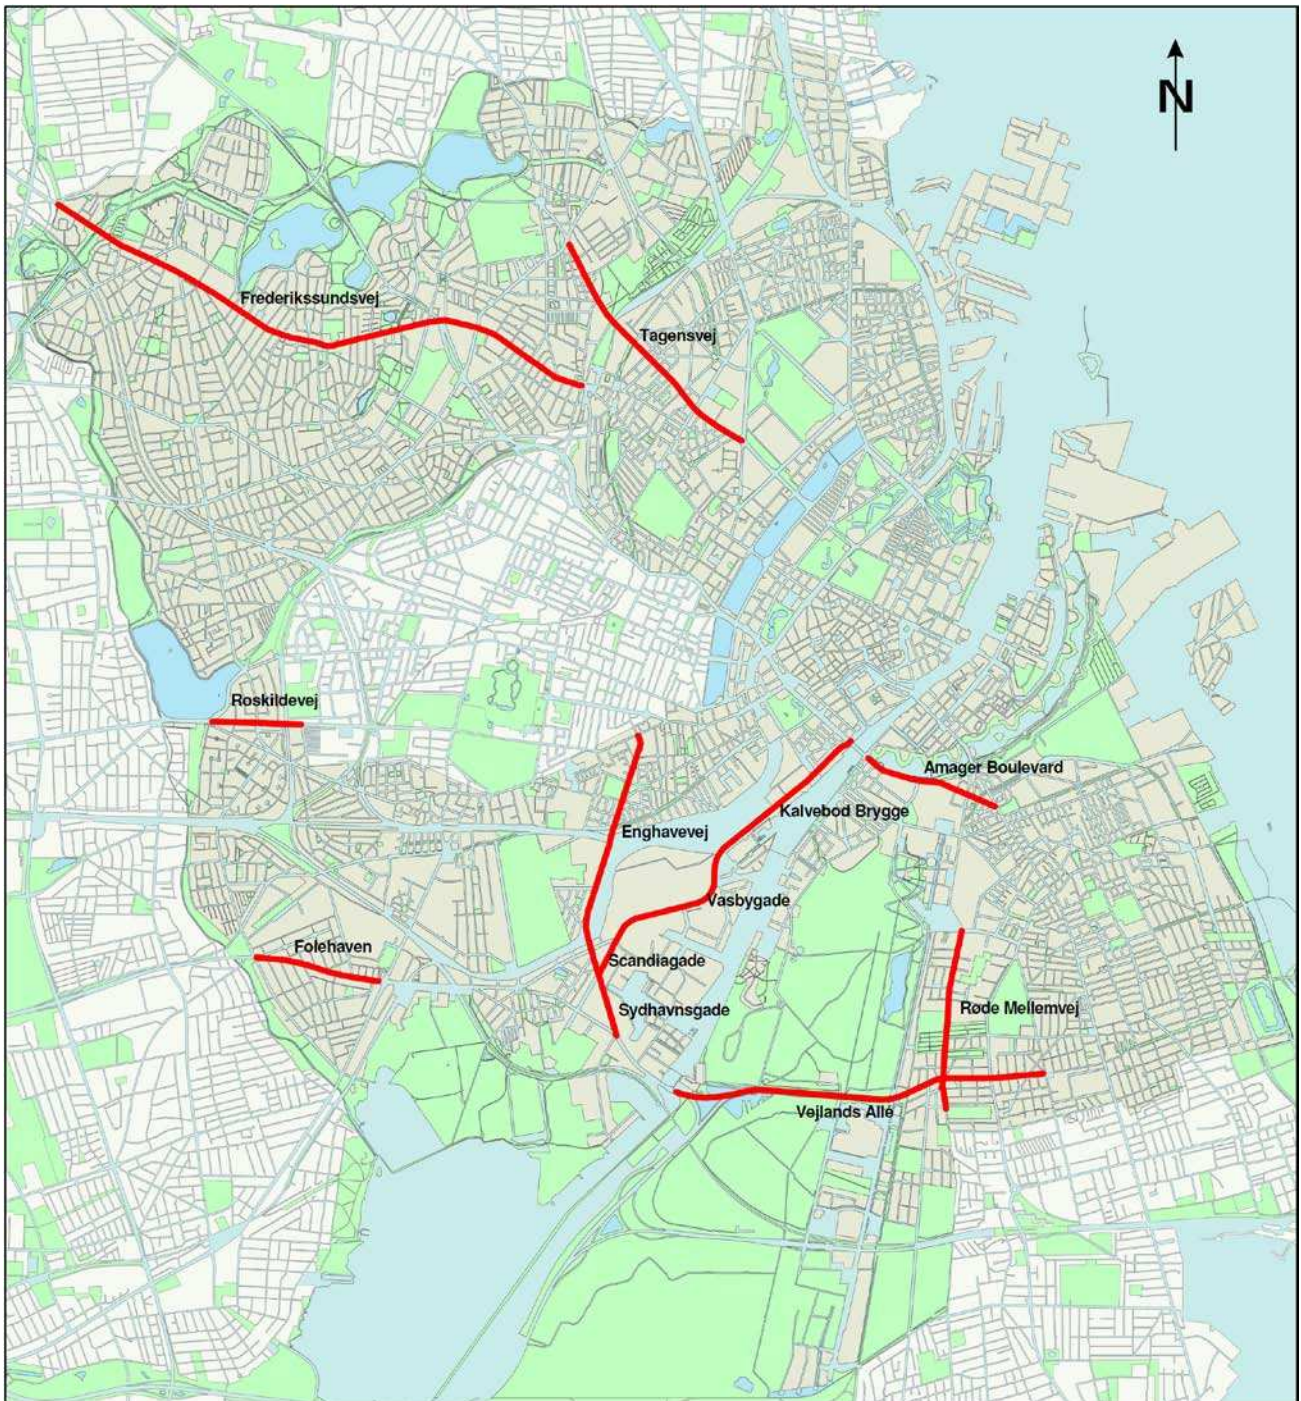 N
Frederikssundsvej
Tagensvej
Roskildevej
Amager Boulevard
Kalvebod Brygge
Enghavevej
Vasbygade
Folehaven
Scandiagade
Sydhavnsgade
Røde Mellemvej
Vejlands Allé